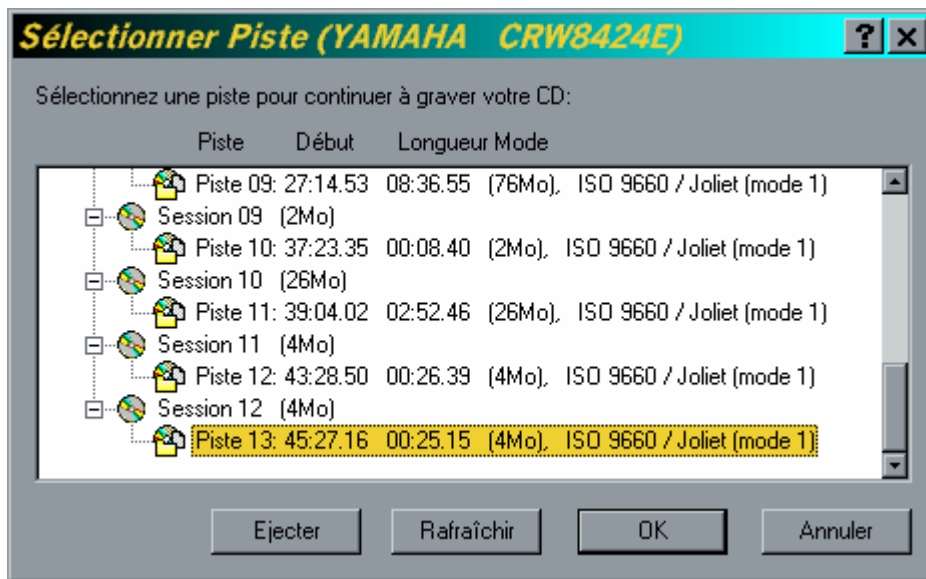 Sélectionner Piste (YAMAHA CRW8424E)
Sélectionnez une piste pour continuer à graver votre CD:
Piste Début Longueur Mode
Piste 09: 27:14.53 08:36.55 (76Mo), ISO 9660 / Joliet (mode 1)
Session 09 (2Mo)
Piste 10: 37:23.35 00:08.40 (2Mo), ISO 9660 / Joliet (mode 1)
Session 10 (26Mo)
Piste 11: 39:04.02 02:52.46 (26Mo), ISO 9660 / Joliet (mode 1)
Session 11 (4Mo)
Piste 12: 43:28.50 00:26.39 (4Mo), ISO 9660 / Joliet (mode 1)
Session 12 (4Mo)
Piste 13: 45:27.16 00:25.15 (4Mo), ISO 9660 / Joliet (mode 1)
Ejecter Rafraîchir OK Annuler